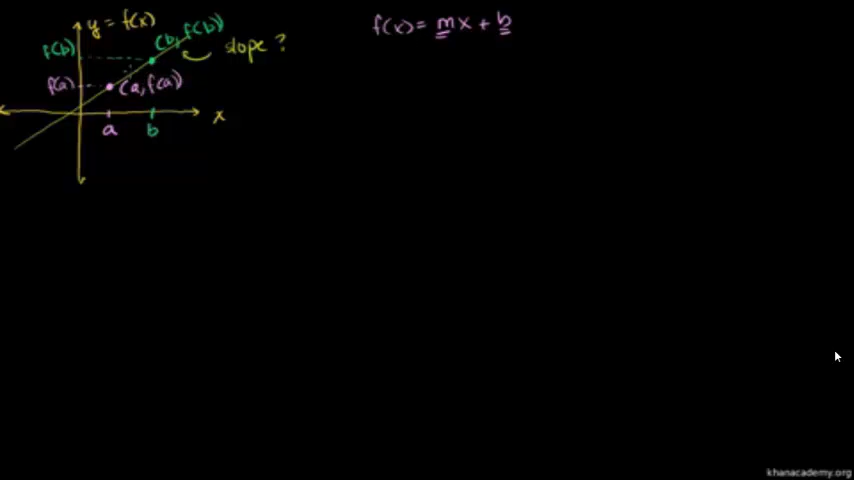 y = f(x)
f(x) = mx + b
(b, f(b))
slope ?
f(b)
f(a)
(a, f(a))
x
a
b
khanacademy.org